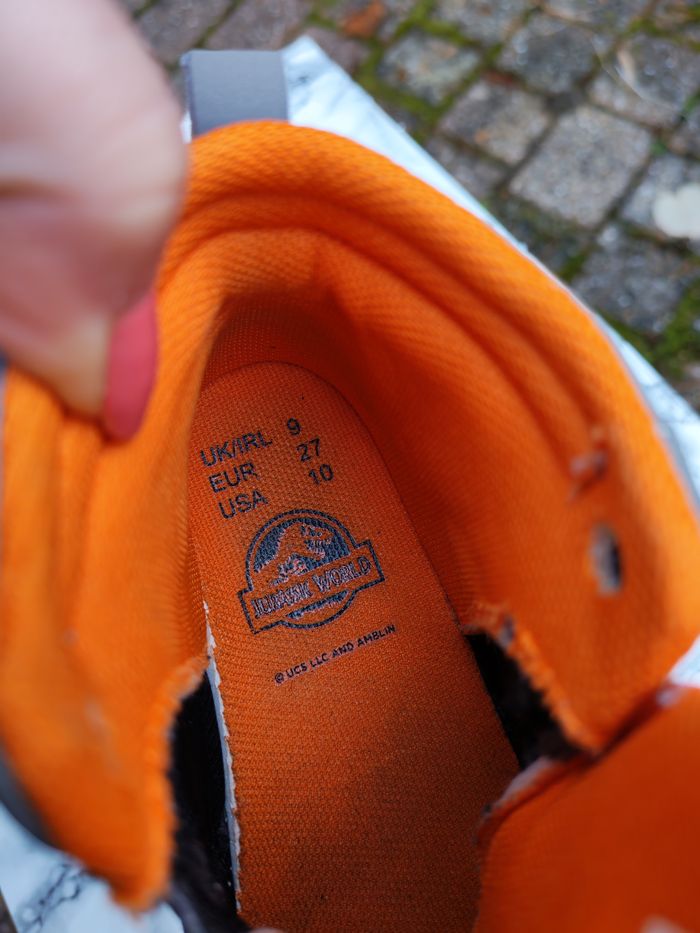 UK/IRL 9
EUR 27
USA 10
JURASSIC WORLD
© UCS LLC AND AMBLIN